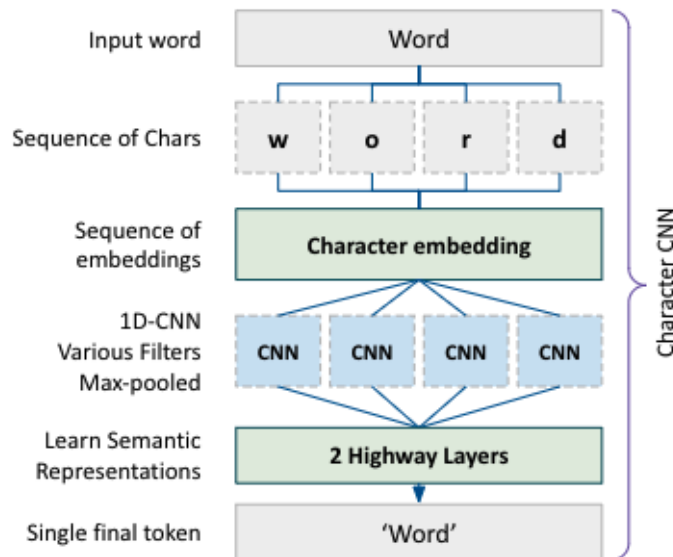 Input word
Word
Sequence of Chars
w o r d
Sequence of
embeddings
Character embedding
1D-CNN
Various Filters
Max-pooled
CNN CNN CNN CNN
Learn Semantic
Representations
2 Highway Layers
Single final token
‘Word’
Character CNN